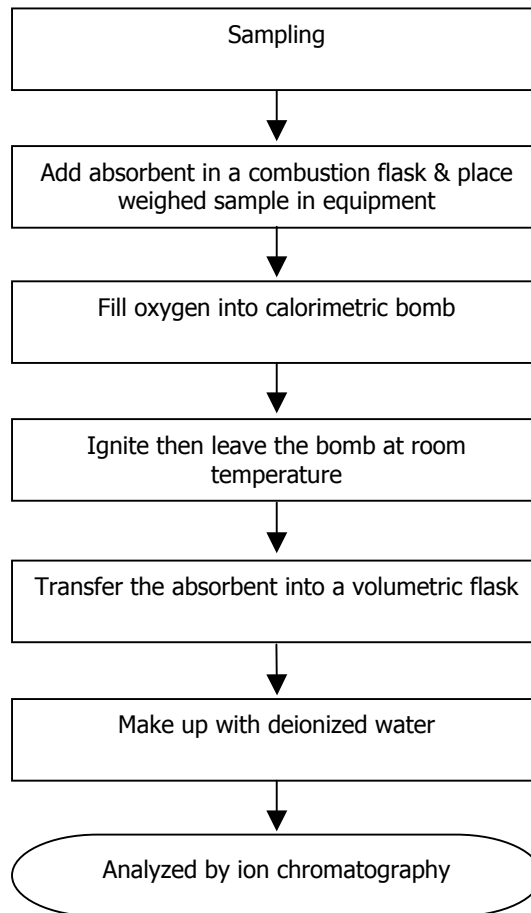 Sampling
Add absorbent in a combustion flask & place
weighed sample in equipment
Fill oxygen into calorimetric bomb
Ignite then leave the bomb at room
temperature
Transfer the absorbent into a volumetric flask
Make up with deionized water
Analyzed by ion chromatography